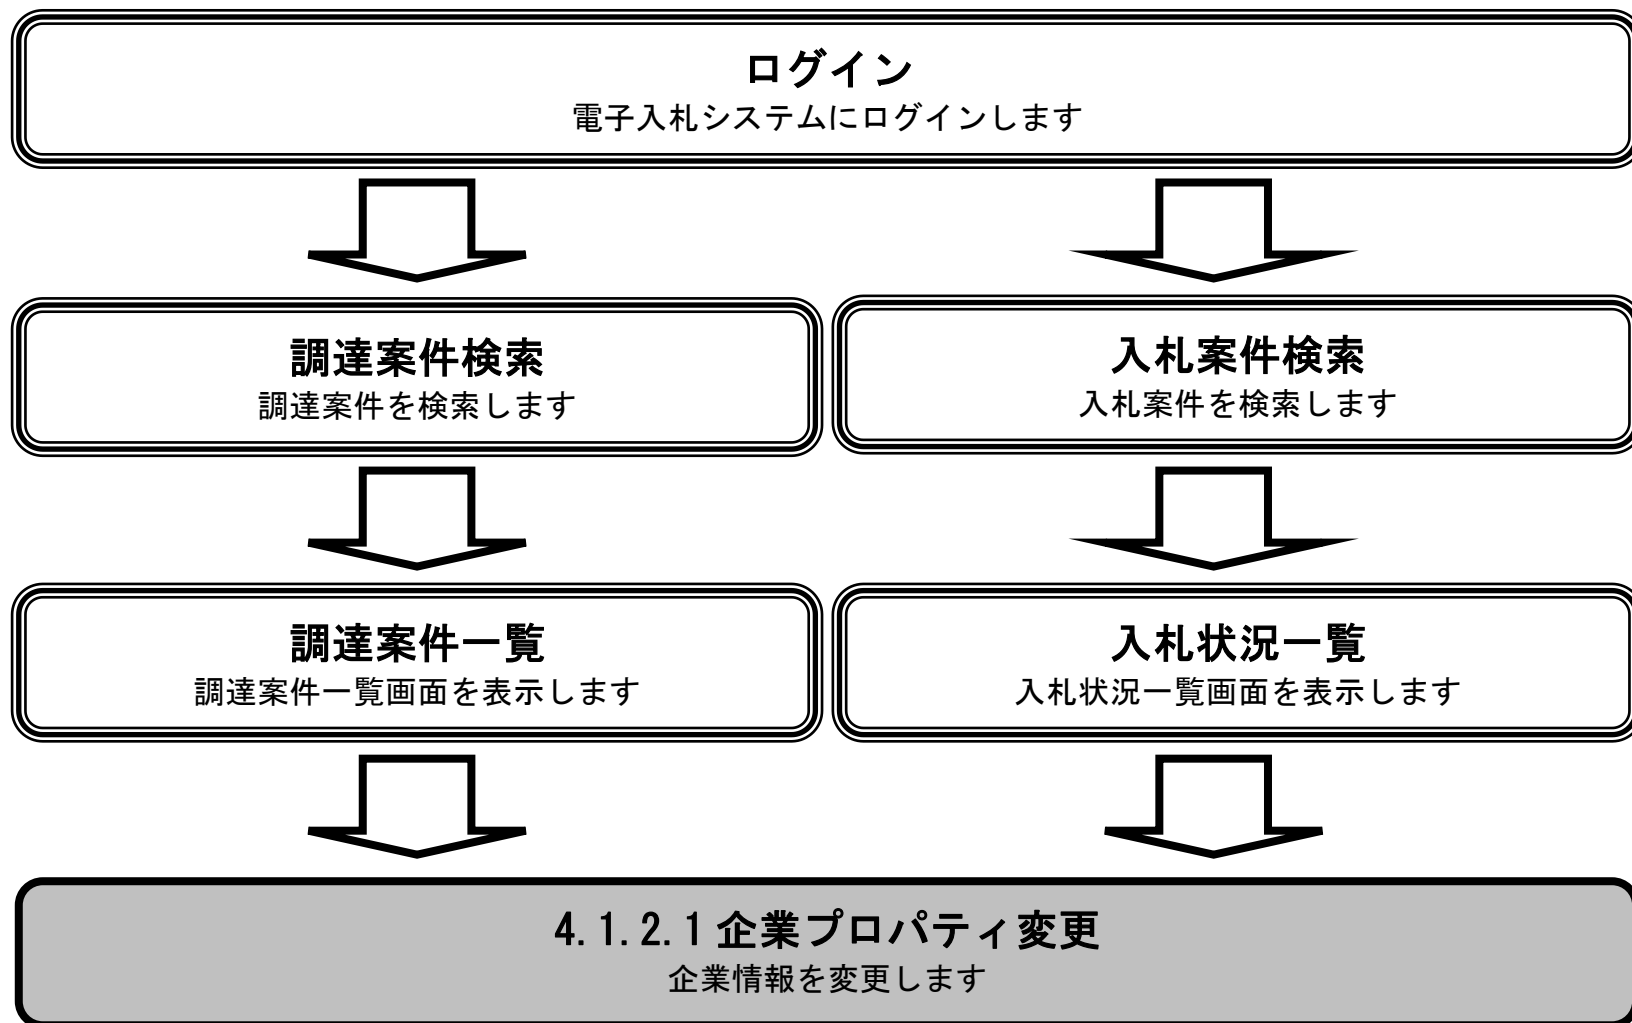 ログイン
電子入札システムにログインします
調達案件検索
調達案件を検索します
入札案件検索
入札案件を検索します
調達案件一覧
調達案件一覧画面を表示します
入札状況一覧
入札状況一覧画面を表示します
4.1.2.1企業プロパティ変更
企業情報を変更します